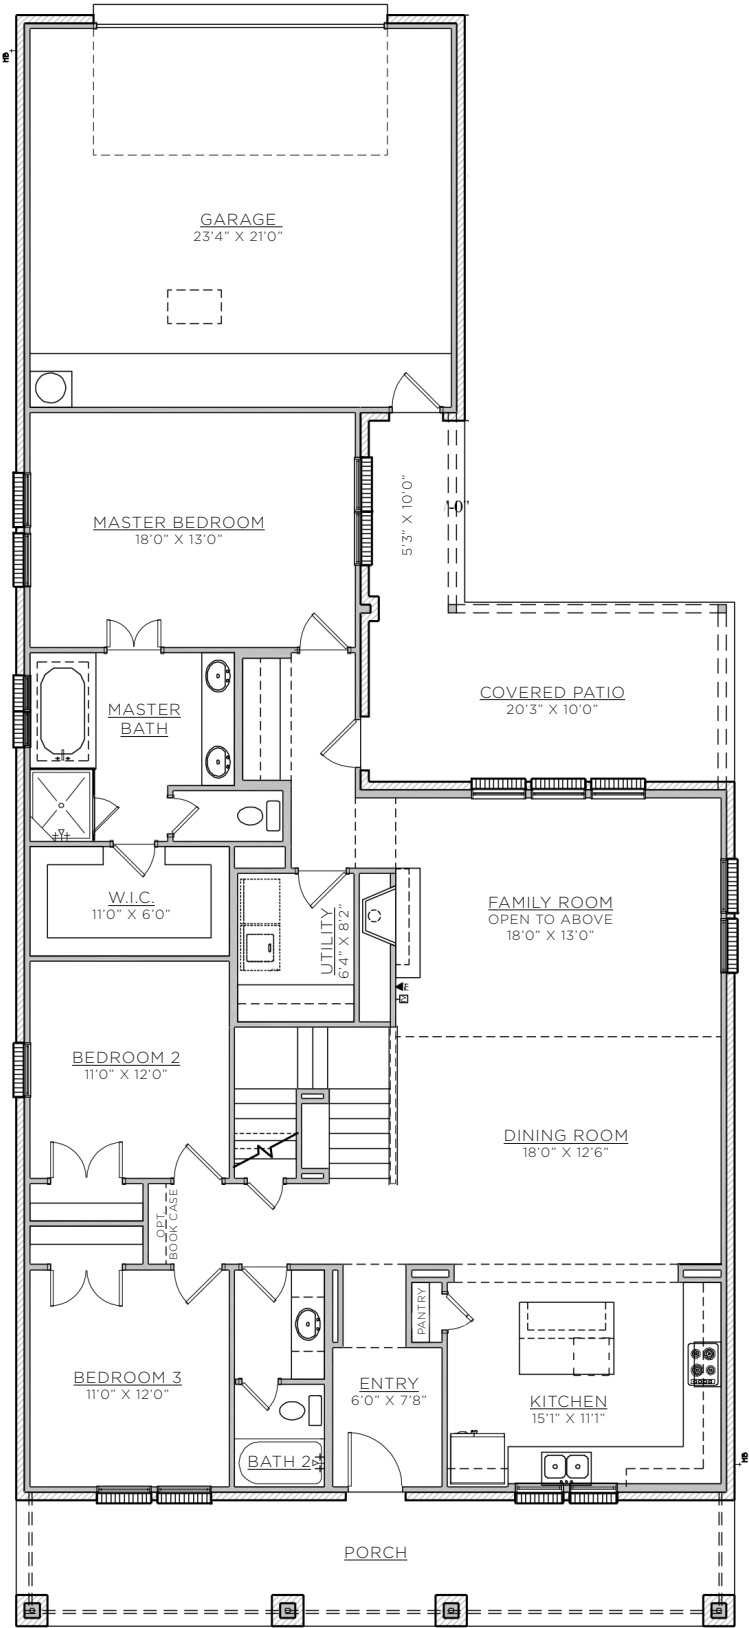 HB
GARAGE
23'4" X 21'0"
MASTER BEDROOM
18'0" X 13'0"
5'3" X 10'0"
'-0"
COVERED PATIO
20'3" X 10'0"
MASTER
BATH
W.I.C.
11'0" X 6'0"
UTILITY
6'4" X 8'2"
FAMILY ROOM
OPEN TO ABOVE
18'0" X 13'0"
BEDROOM 2
11'0" X 12'0"
DINING ROOM
18'0" X 12'6"
OPT.
BOOK CASE
PANTRY
BEDROOM 3
11'0" X 12'0"
ENTRY
6'0" X 7'8"
KITCHEN
15'1" X 11'1"
BATH 2
HB
PORCH